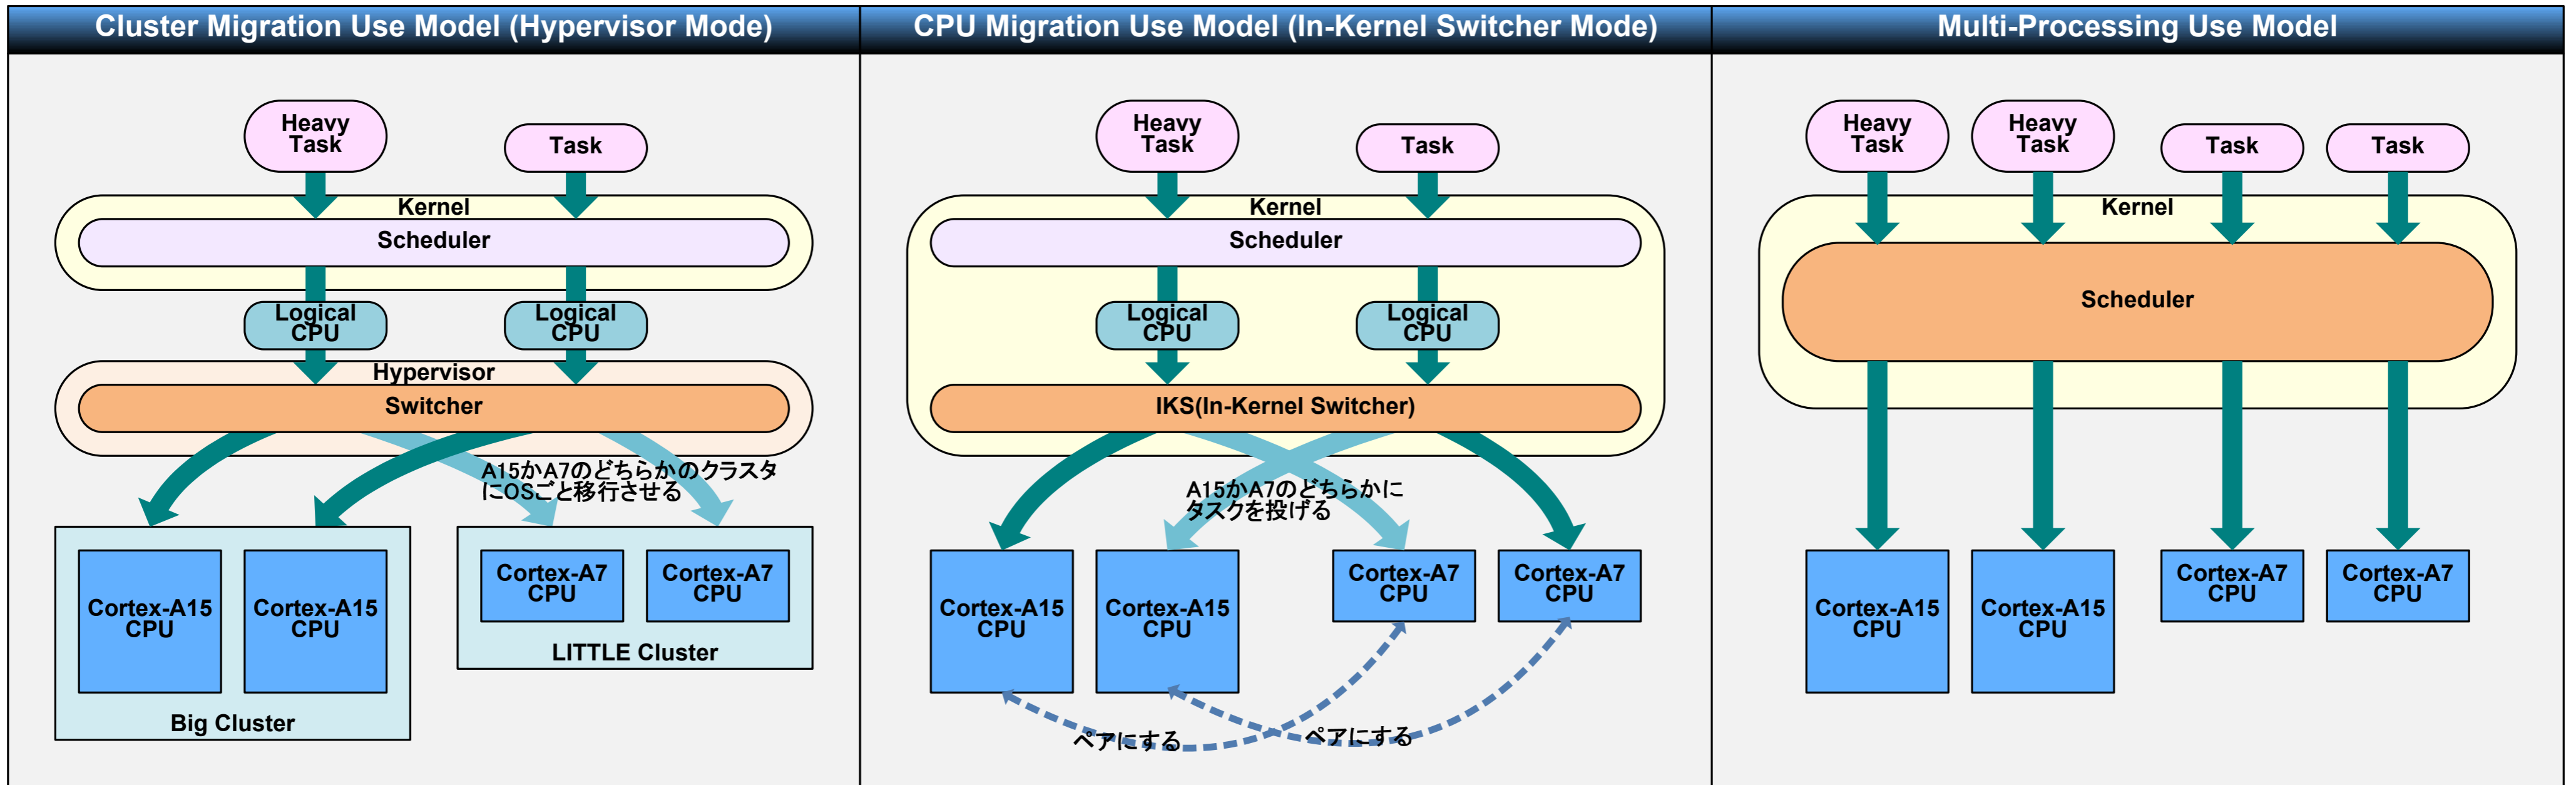 Cluster Migration Use Model (Hypervisor Mode)
Heavy
Task
Task
Kernel
Scheduler
Logical
CPU
Logical
CPU
Hypervisor
Switcher
A15かA7のどちらかのクラスタ
にOSごと移行させる
Cortex-A15
CPU
Cortex-A15
CPU
Big Cluster
Cortex-A7
CPU
Cortex-A7
CPU
LITTLE Cluster
CPU Migration Use Model (In-Kernel Switcher Mode)
Heavy
Task
Task
Kernel
Scheduler
Logical
CPU
Logical
CPU
IKS(In-Kernel Switcher)
A15かA7のどちらかに
タスクを投げる
Cortex-A15
CPU
Cortex-A15
CPU
Cortex-A7
CPU
Cortex-A7
CPU
ペアにする
ペアにする
Multi-Processing Use Model
Heavy
Task
Heavy
Task
Task
Task
Kernel
Scheduler
Cortex-A15
CPU
Cortex-A15
CPU
Cortex-A7
CPU
Cortex-A7
CPU